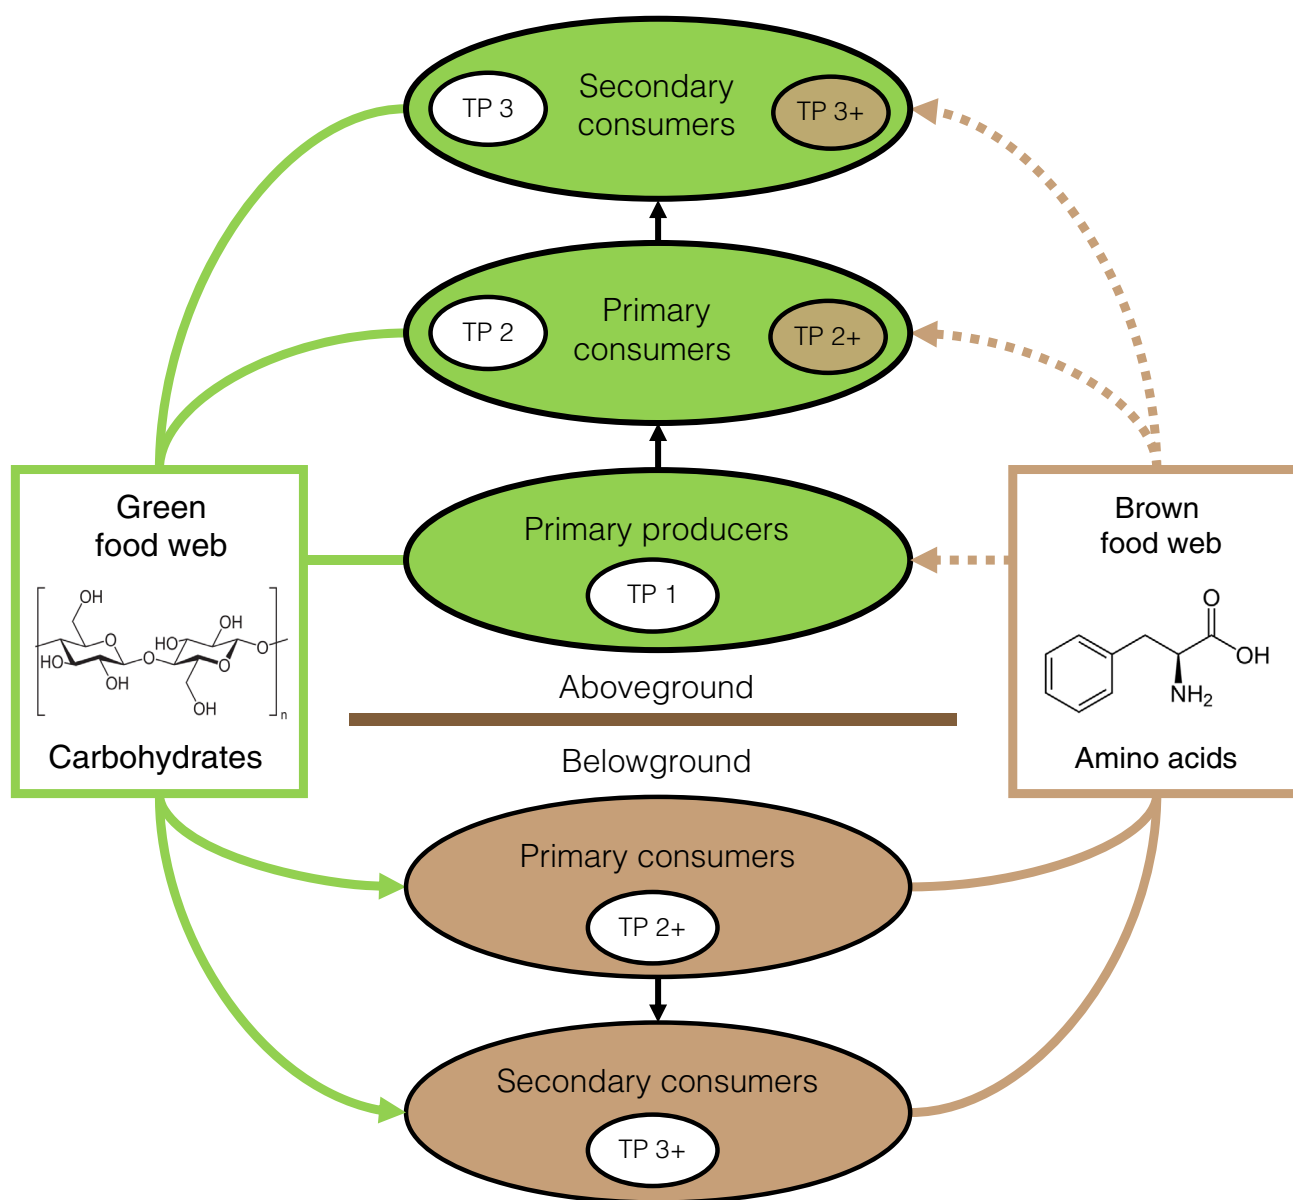 Secondary
consumers
TP 3
TP 3+
Primary
consumers
TP 2
TP 2+
Primary producers
TP 1
Green
food web
OH
OH
O
HO
O
O
HO
OH
O
OH
n
Carbohydrates
Brown
food web
O
OH
NH2
Amino acids
Aboveground
Belowground
Primary consumers
TP 2+
Secondary consumers
TP 3+